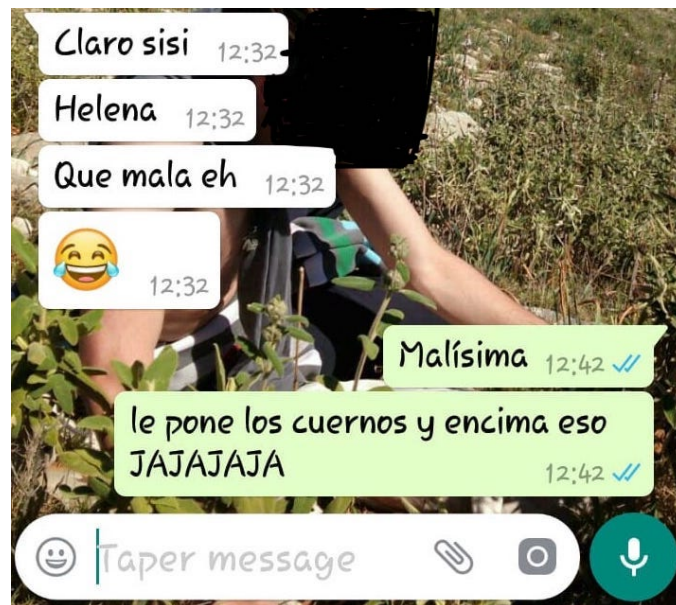 Claro sisi 12:32
Helena 12:32
Que mala eh 12:32
12:32
Malísima 12:42
le pone los cuernos y encima eso
JAJAJAJA 12:42
Taper message